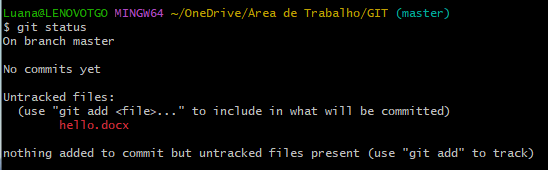 Luana@LENOVOTGO MINGW64 ~/OneDrive/Área de Trabalho/GIT (master)
$ git status
On branch master

No commits yet

Untracked files:
  (use "git add <file>..." to include in what will be committed)
        hello.docx

nothing added to commit but untracked files present (use "git add" to track)